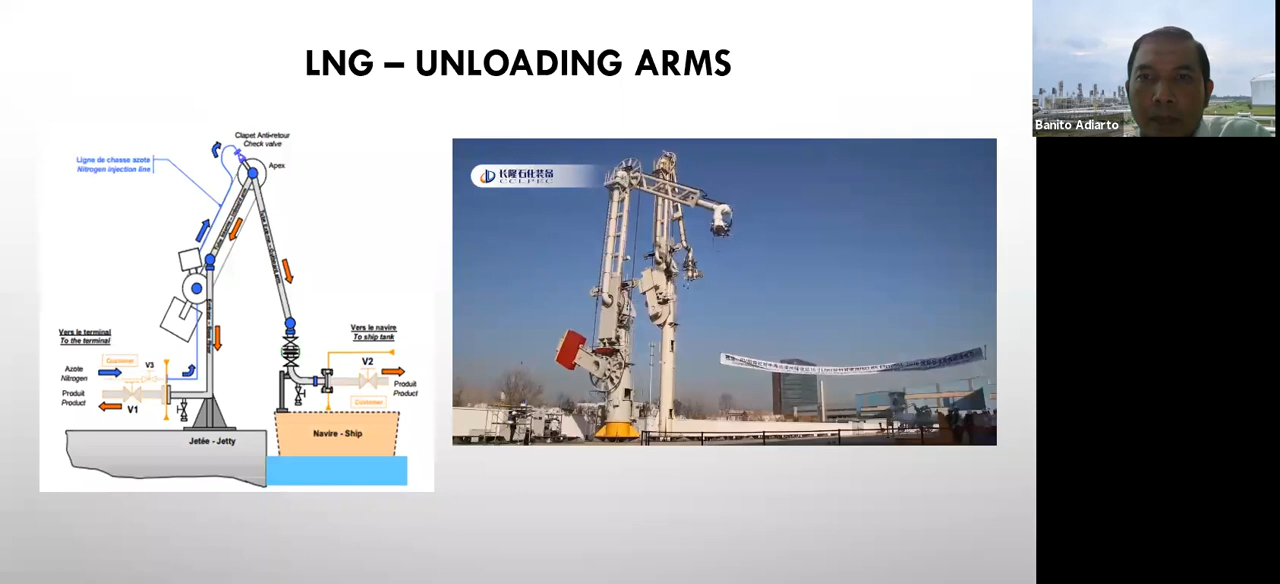 LNG – UNLOADING ARMS
Banito Adiarto
Clapet Anti-retour
Check valve
Apex
Ligne de chasse azote
Nitrogen injection line
长隆石化装备
CCLPEC
Vers le terminal
To the terminal
Vers le navire
To ship tank
Customer
V3
V2
Azote
Nitrogen
Produit
Product
Produit
Product
V1
Customer
Jetée - Jetty
Navire - Ship